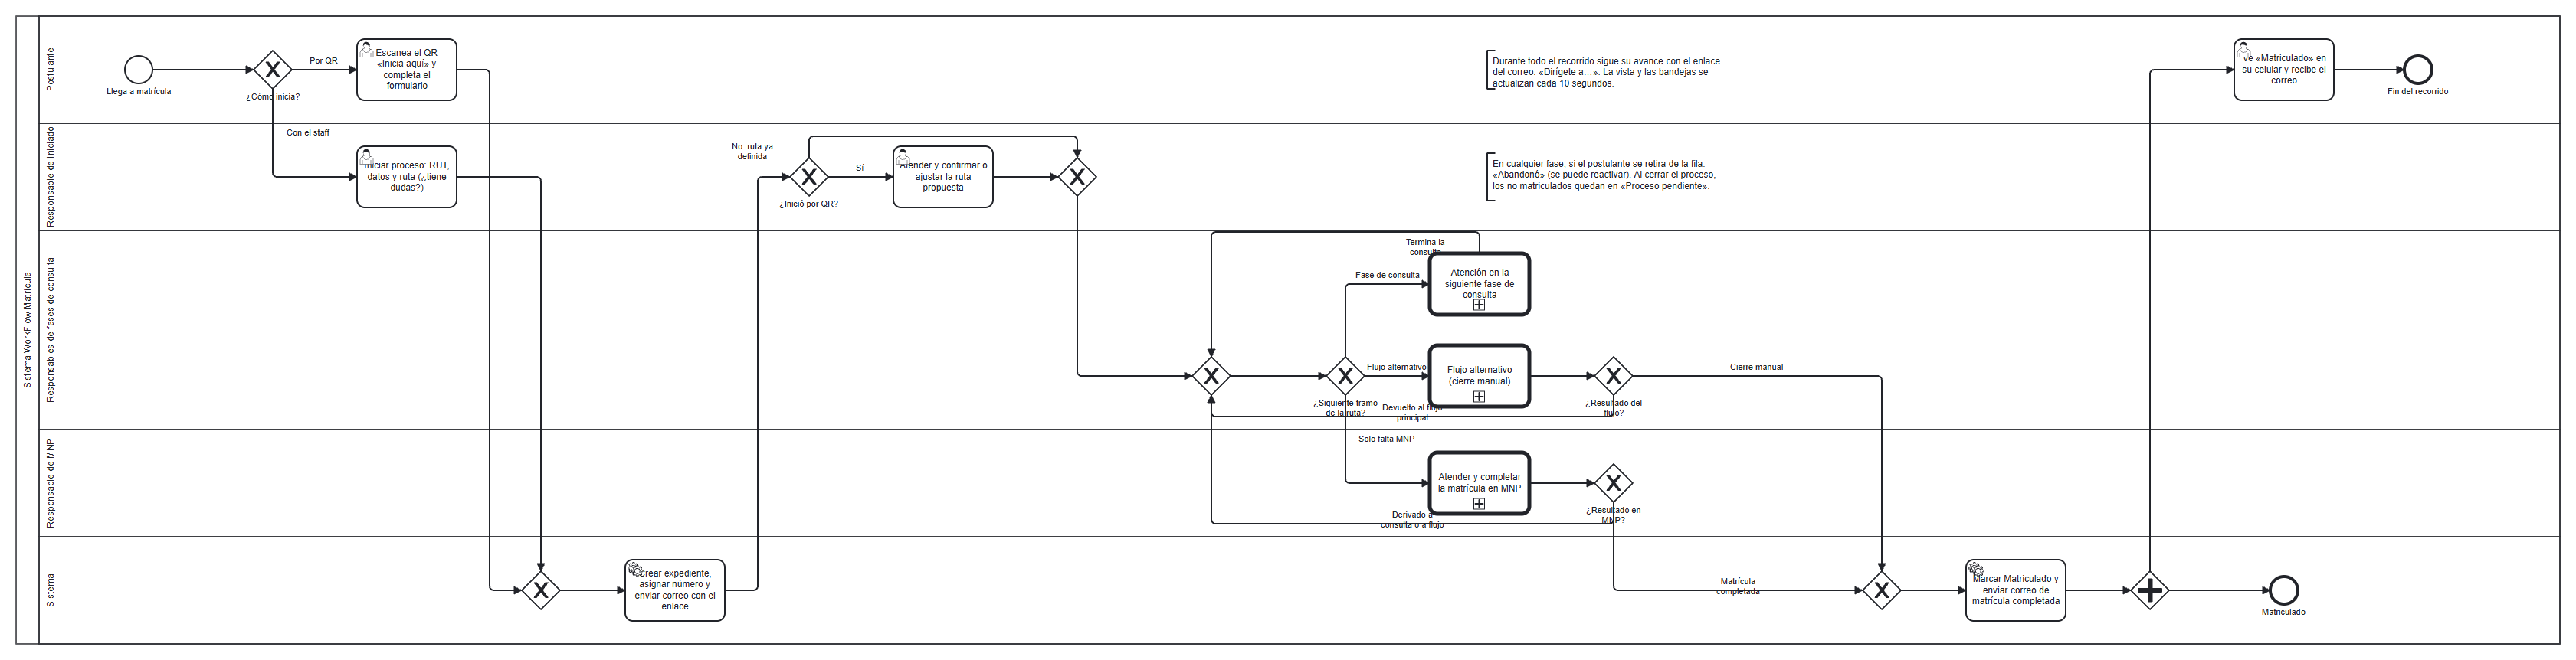 Sistema WorkFlow Matrícula
Postulante
Llega a matrícula
¿Cómo inicia?
Por QR
Escanea el QR
«Inicia aquí» y
completa el
formulario
Con el staff
Durante todo el recorrido sigue su avance con el enlace
del correo: «Dirígete a…». La vista y las bandejas se
actualizan cada 10 segundos.
Ve «Matriculado» en
su celular y recibe el
correo
Fin del recorrido
Responsable de Iniciado
Iniciar proceso: RUT,
datos y ruta (¿tiene
dudas?)
No: ruta ya
definida
¿Inició por QR?
Sí
Atender y confirmar o
ajustar la ruta
propuesta
En cualquier fase, si el postulante se retira de la fila:
«Abandonó» (se puede reactivar). Al cerrar el proceso,
los no matriculados quedan en «Proceso pendiente».
Responsables de fases de consulta
Termina la
consulta
Fase de consulta
Atención en la
siguiente fase de
consulta
¿Siguiente tramo
de la ruta?
Flujo alternativo
Flujo alternativo
(cierre manual)
Devuelto al flujo
principal
¿Resultado del
flujo?
Cierre manual
Responsable de MNP
Solo falta MNP
Atender y completar
la matrícula en MNP
Derivado a
consulta o a flujo
¿Resultado en
MNP?
Sistema
Crear expediente,
asignar número y
enviar correo con el
enlace
Matrícula
completada
Marcar Matriculado y
enviar correo de
matrícula completada
Matriculado